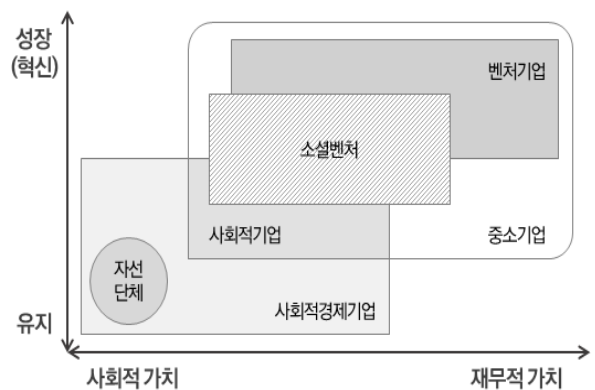 성장
(혁신)
벤처기업
소셜벤처
사회적기업
중소기업
자선
단체
사회적경제기업
유지
사회적 가치
재무적 가치